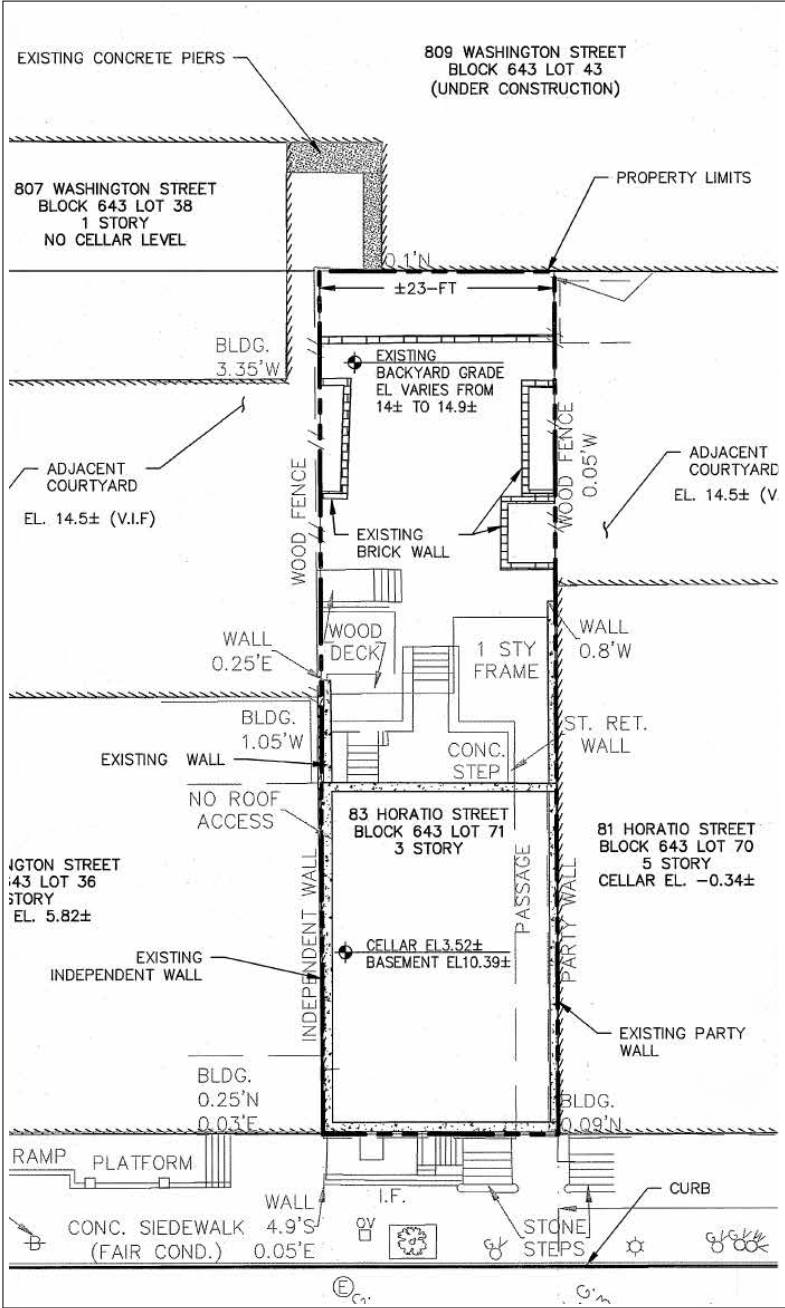 809 WASHINGTON STREET
BLOCK 643 LOT 43
(UNDER CONSTRUCTION)
EXISTING CONCRETE PIERS
807 WASHINGTON STREET
BLOCK 643 LOT 38
1 STORY
NO CELLAR LEVEL
PROPERTY LIMITS
0.1'N
±23-FT
BLDG.
3.35'W
EXISTING
BACKYARD GRADE
EL VARIES FROM
14± TO 14.9±
WOOD FENCE
0.05'W
ADJACENT
COURTYARD
EL. 14.5± (V.I.F)
ADJACENT
COURTYARD
EL. 14.5± (V.
WOOD FENCE
EXISTING
BRICK WALL
WALL
0.25'E
WOOD
DECK
1 STY
FRAME
WALL
0.8'W
BLDG.
1.05'W
ST. RET.
WALL
EXISTING WALL
CONC.
STEP
NO ROOF
ACCESS
83 HORATIO STREET
BLOCK 643 LOT 71
3 STORY
81 HORATIO STREET
BLOCK 643 LOT 70
5 STORY
CELLAR EL. -0.34±
NGTON STREET
643 LOT 36
STORY
EL. 5.82±
INDEPENDENT WALL
PASSAGE
PARTY WALL
CELLAR EL3.52±
BASEMENT EL10.39±
EXISTING
INDEPENDENT WALL
EXISTING PARTY
WALL
BLDG.
0.25'N
0.03'E
BLDG.
0.09'N
RAMP
PLATFORM
I.F.
CURB
WALL
4.9'S
0.05'E
CONC. SIEDEWALK
(FAIR COND.)
OV
STONE
STEPS
E